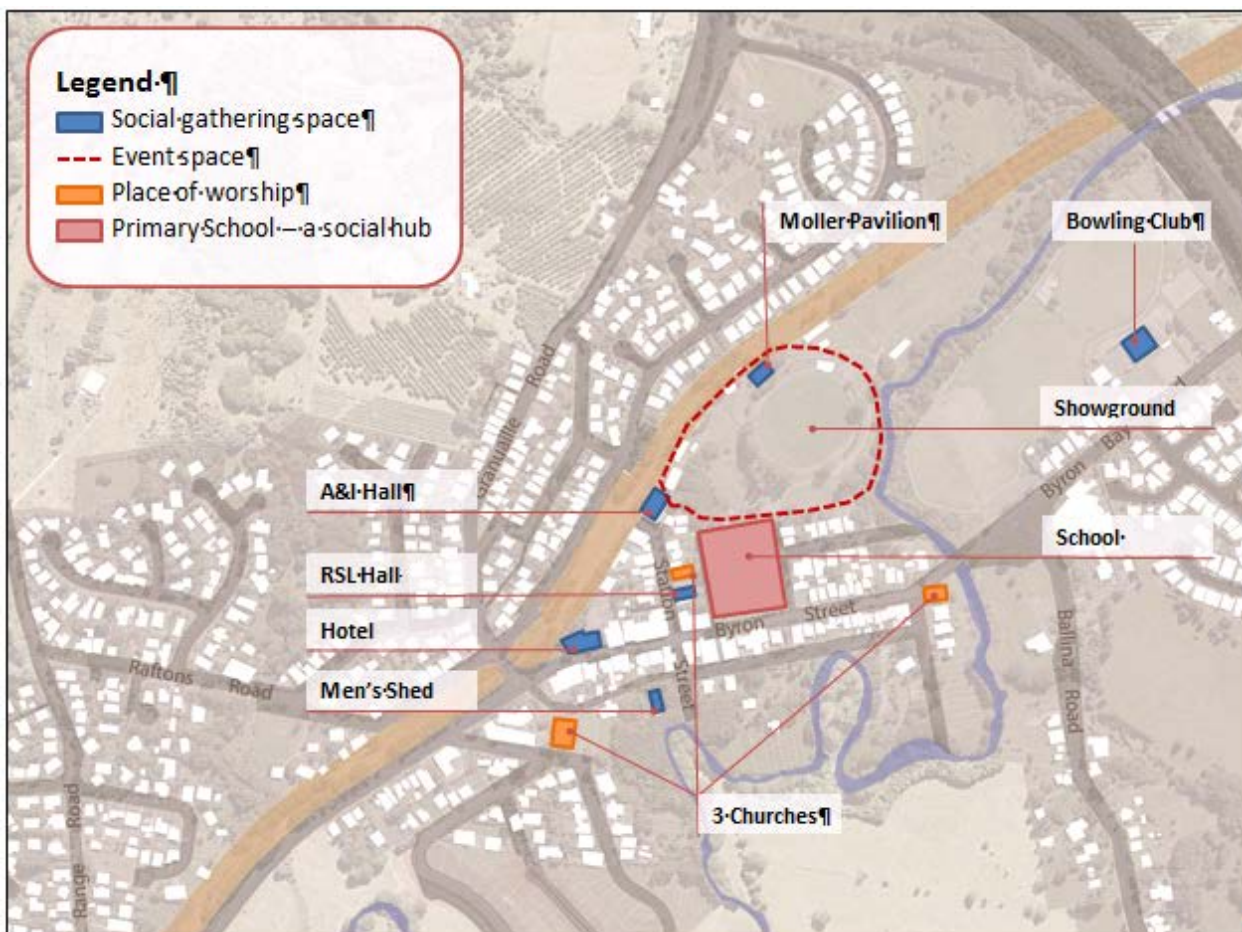 Legend·¶
Social·gathering·space¶
Event·space¶
Place·of·worship¶
Primary·School·–·a·social·hub
Moller·Pavilion¶
Bowling·Club¶
Showground
School·
A&I·Hall¶
RSL·Hall·
Hotel
Men's·Shed
3·Churches¶
Granuaille Road
Raftons Road
Range Road
Station Street
Byron Street
Byron Bay
Ballina Road